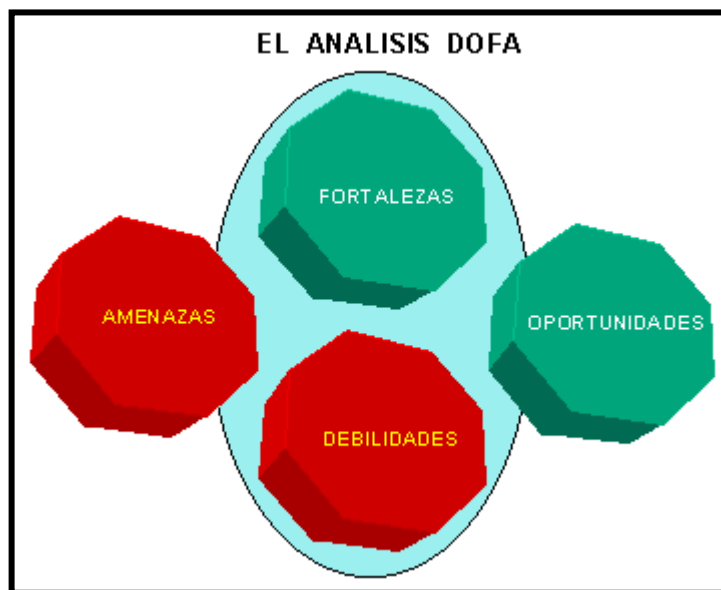 EL ANALISIS DOFA
FORTALEZAS
AMENAZAS
OPORTUNIDADES
DEBILIDADES